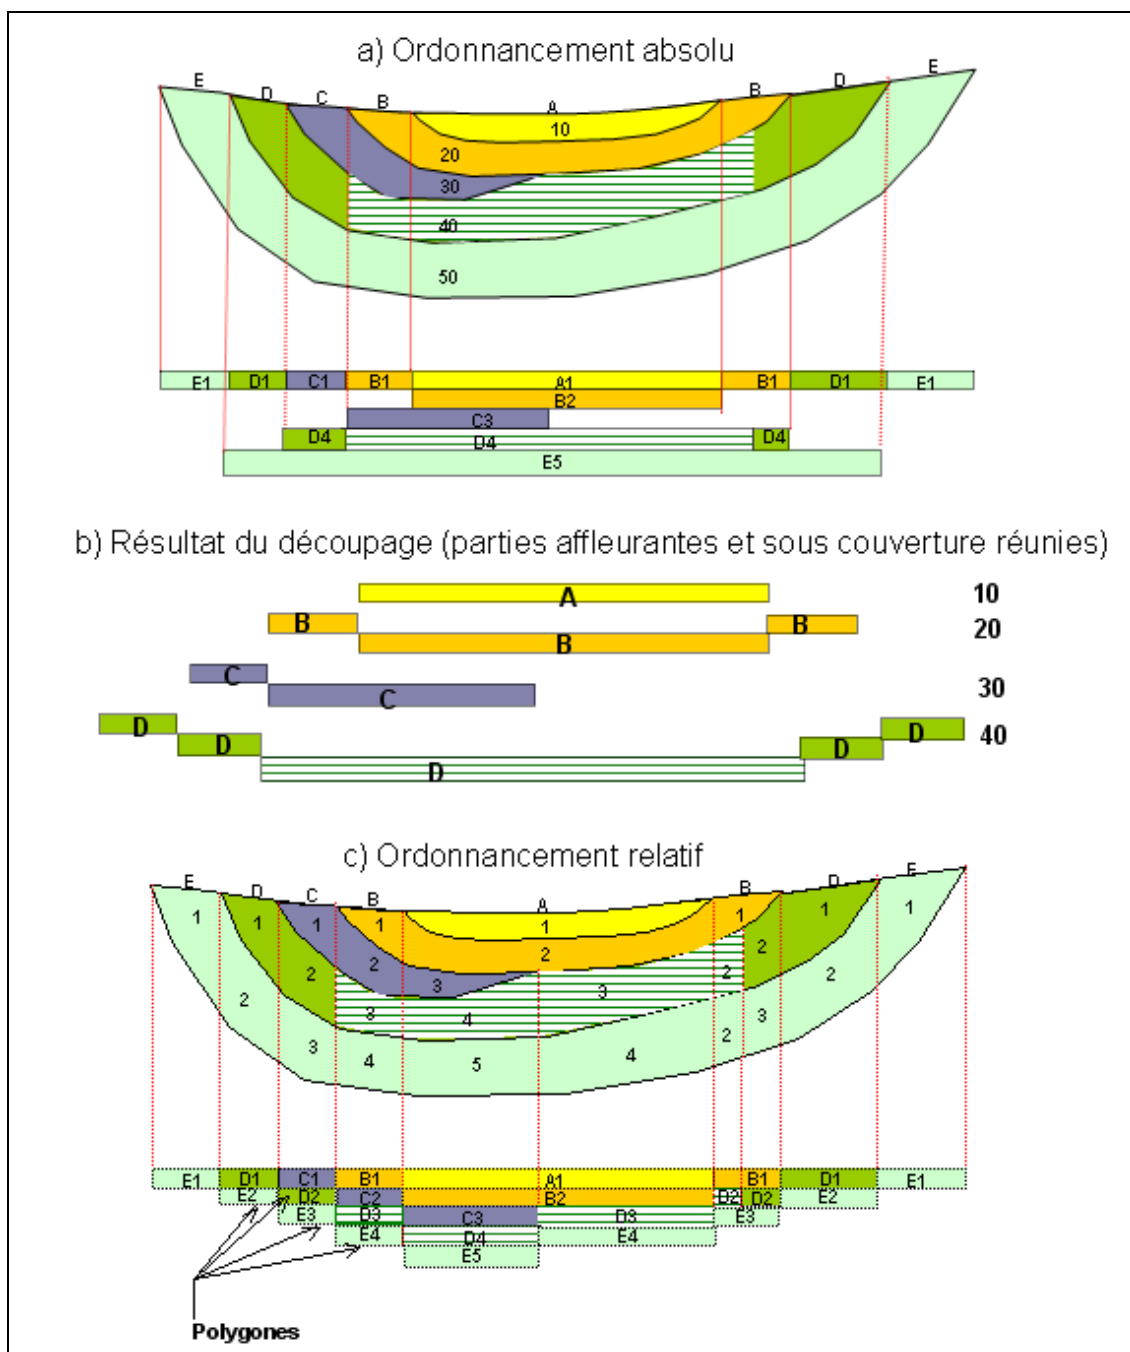 a) Ordonnancement absolu
E D C B A B D E
10
20
30
40
50
E1 D1 C1 B1 A1 B1 D1 E1
B2
C3
D4 D4 D4
E5
b) Résultat du découpage (parties affleurantes et sous couverture réunies)
A 10
B B 20
B
C
C 30
D D
D D 40
D
c) Ordonnancement relatif
E D C B A B D E
1 1 1 1 1 1 1 1
2 2 2 2 2 2 2
3 3 3 4 3
3 4 5 4 2
E1 D1 C1 B1 A1 B1 D1 E1
E2 D2 C2 B2 D2 D2 E2
E3 D3 C3 D3 E3
E4 D4 E4
E5
Polygones